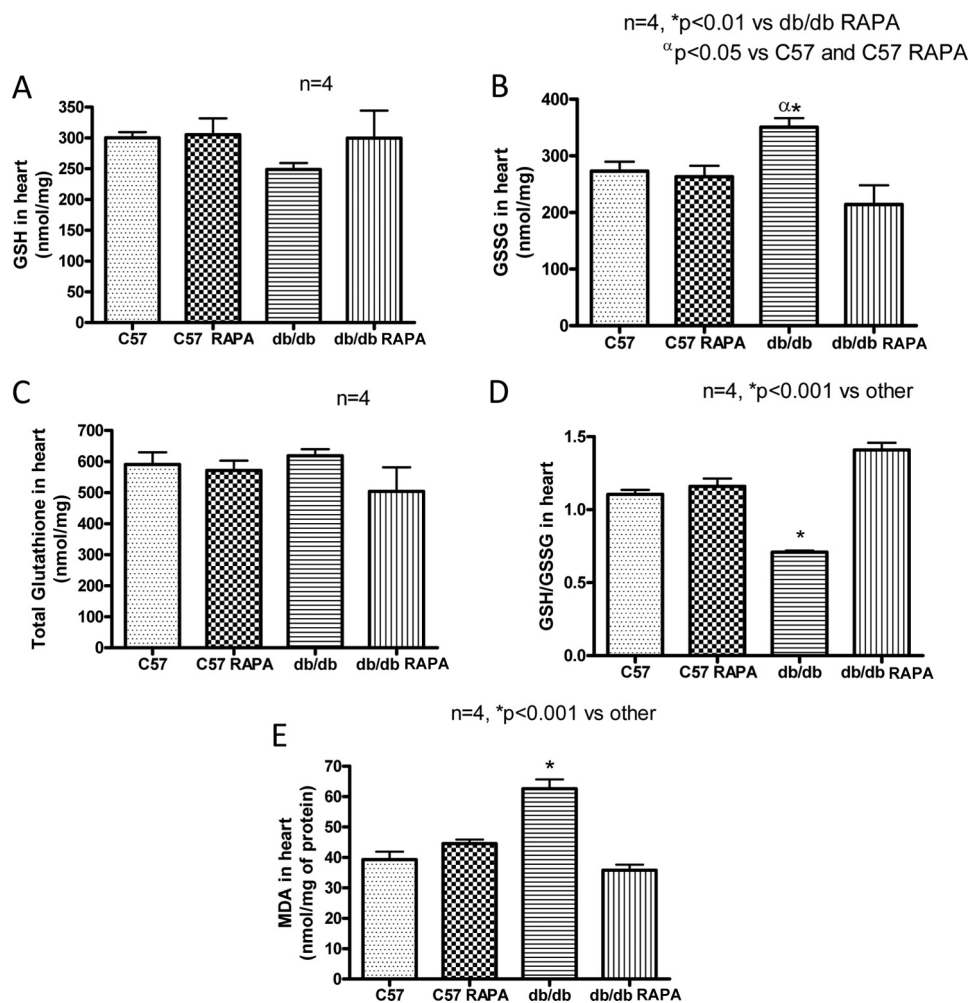 n=4, *p<0.01 vs db/db RAPA
αp<0.05 vs C57 and C57 RAPA
A
n=4
GSH in heart
(nmol/mg)
350
300
250
200
150
100
50
0
C57 C57 RAPA db/db db/db RAPA
B
α*
GSSG in heart
(nmol/mg)
400
300
200
100
0
C57 C57 RAPA db/db db/db RAPA
C
n=4
Total Glutathione in heart
(nmol/mg)
700
600
500
400
300
200
100
0
C57 C57 RAPA db/db db/db RAPA
D
n=4, *p<0.001 vs other
GSH/GSSG in heart
1.5
1.0
0.5
0.0
*
C57 C57 RAPA db/db db/db RAPA
E
n=4, *p<0.001 vs other
MDA in heart
(nmol/mg of protein)
70
60
50
40
30
20
10
0
*
C57 C57 RAPA db/db db/db RAPA